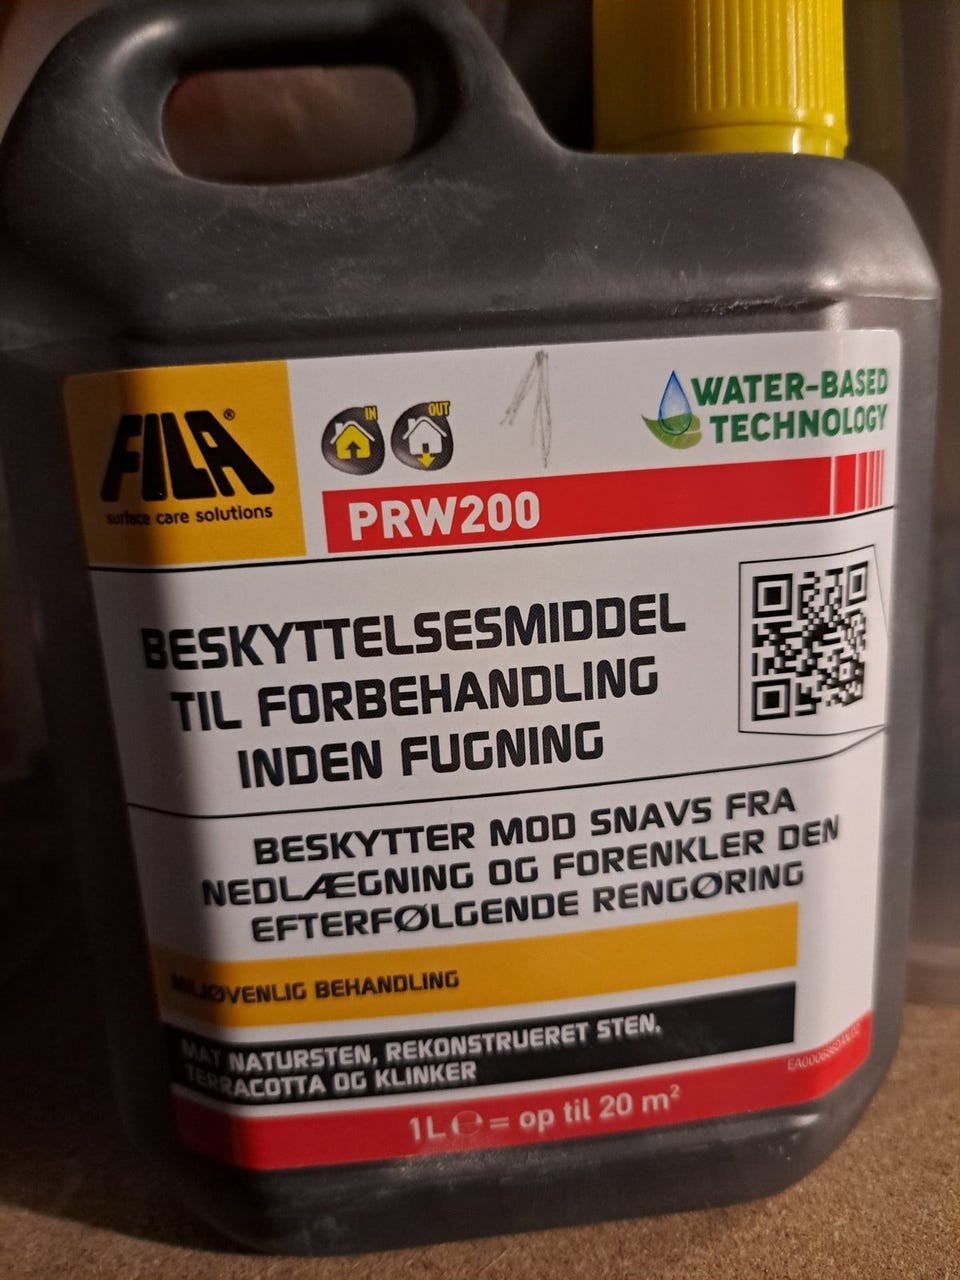 FILA®
surface care solutions
IN
OUT
WATER-BASED
TECHNOLOGY
PRW200
BESKYTTELSESMIDDEL
TIL FORBEHANDLING
INDEN FUGNING
BESKYTTER MOD SNAVS FRA
NEDLÆGNING OG FORENKLER DEN
EFTERFØLGENDE RENGØRING
MILJØVENLIG BEHANDLING
MAT NATURSTEN, REKONSTRUERET STEN,
TERRACOTTA OG KLINKER
1L ℮ = op til 20 m²